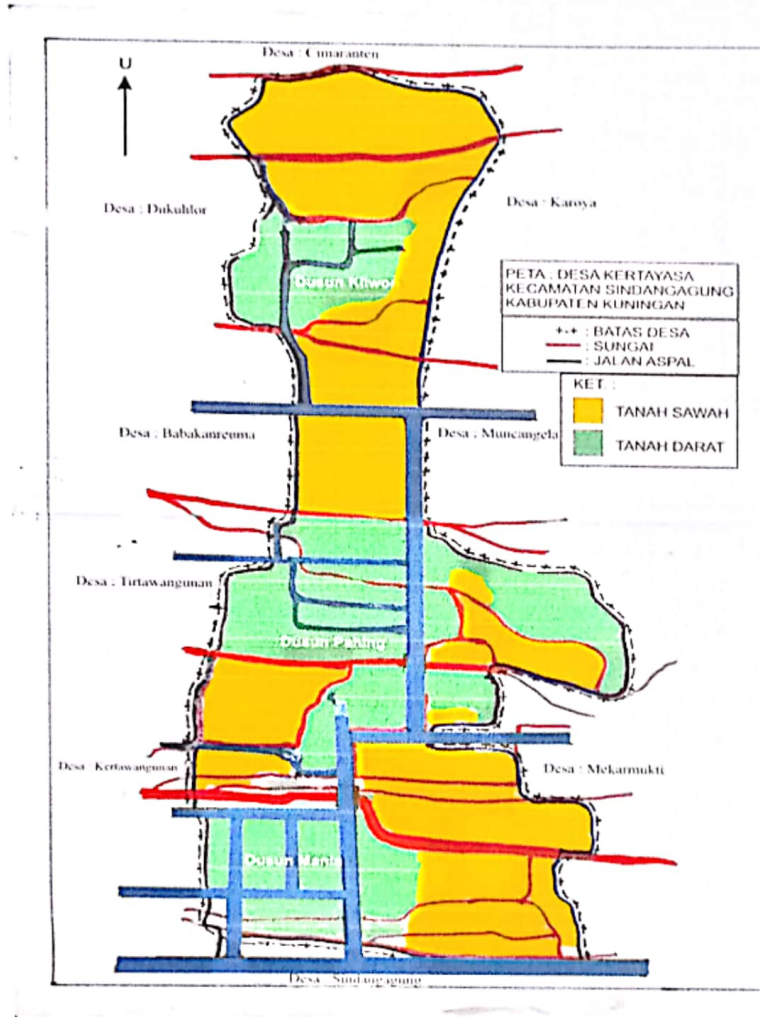 Desa : Cimaranten
U
Desa : Dukuhlor
Desa : Karoya
Dusun Kliwon
PETA : DESA KERTAYASA
KECAMATAN SINDANGAGUNG
KABUPATEN KUNINGAN
+-+ : BATAS DESA
: SUNGAI
: JALAN ASPAL
KET :
TANAH SAWAH
TANAH DARAT
Desa : Babakanreuma
Desa : Muncangela
Desa : Tirtawangunan
Dusun Pahing
Desa : Kertawangunan
Desa : Mekarmukti
Dusun Manis
Desa : Sindangagung